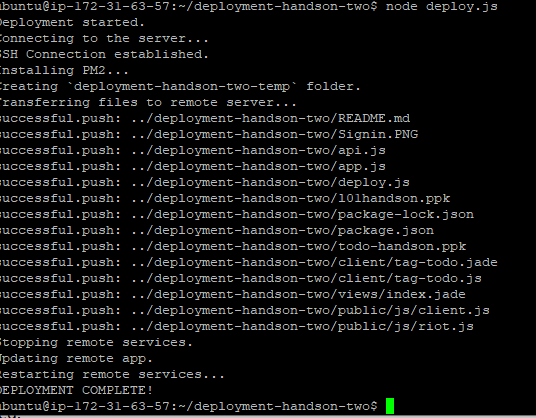 ubuntu@ip-172-31-63-57:~/deployment-handson-two$ node deploy.js
Deployment started.
Connecting to the server...
SSH Connection established.
Installing PM2...
Creating `deployment-handson-two-temp` folder.
Transferring files to remote server...
successful.push: ../deployment-handson-two/README.md
successful.push: ../deployment-handson-two/Signin.PNG
successful.push: ../deployment-handson-two/api.js
successful.push: ../deployment-handson-two/app.js
successful.push: ../deployment-handson-two/deploy.js
successful.push: ../deployment-handson-two/l01handson.ppk
successful.push: ../deployment-handson-two/package-lock.json
successful.push: ../deployment-handson-two/package.json
successful.push: ../deployment-handson-two/todo-handson.ppk
successful.push: ../deployment-handson-two/client/tag-todo.jade
successful.push: ../deployment-handson-two/client/tag-todo.js
successful.push: ../deployment-handson-two/views/index.jade
successful.push: ../deployment-handson-two/public/js/client.js
successful.push: ../deployment-handson-two/public/js/riot.js
Stopping remote services.
Updating remote app.
Restarting remote services...
DEPLOYMENT COMPLETE!
ubuntu@ip-172-31-63-57:~/deployment-handson-two$